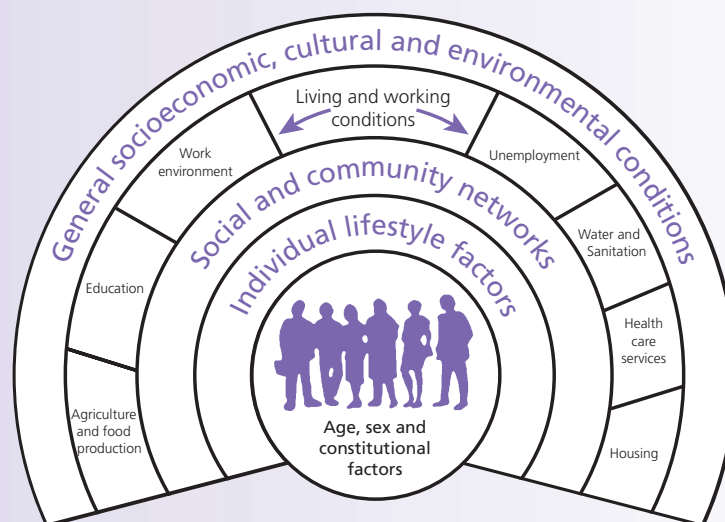 General socioeconomic, cultural and environmental conditions
Living and working
conditions
Work
environment
Unemployment
Social and community networks
Water and
Sanitation
Individual lifestyle factors
Education
Health
care
services
Agriculture
and food
production
Age, sex and
constitutional
factors
Housing